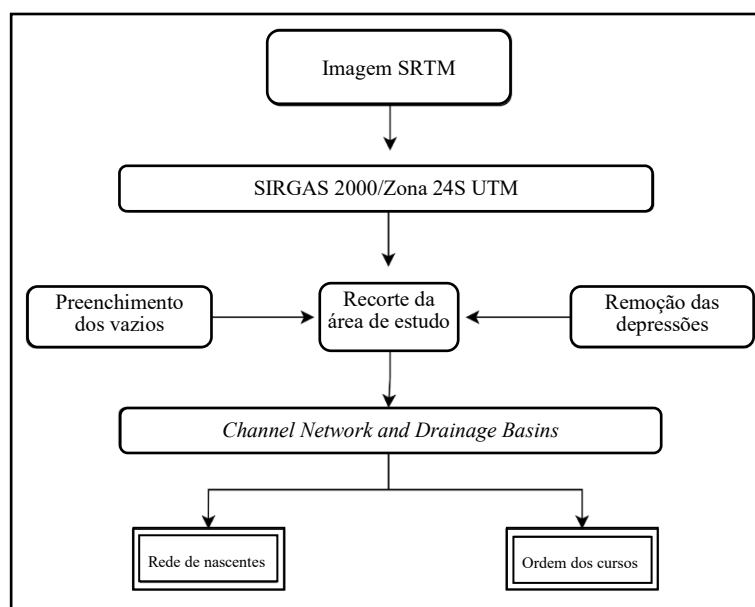 Imagem SRTM
SIRGAS 2000/Zona 24S UTM
Preenchimento
dos vazios
Recorte da
área de estudo
Remoção das
depressões
Channel Network and Drainage Basins
Rede de nascentes
Ordem dos cursos